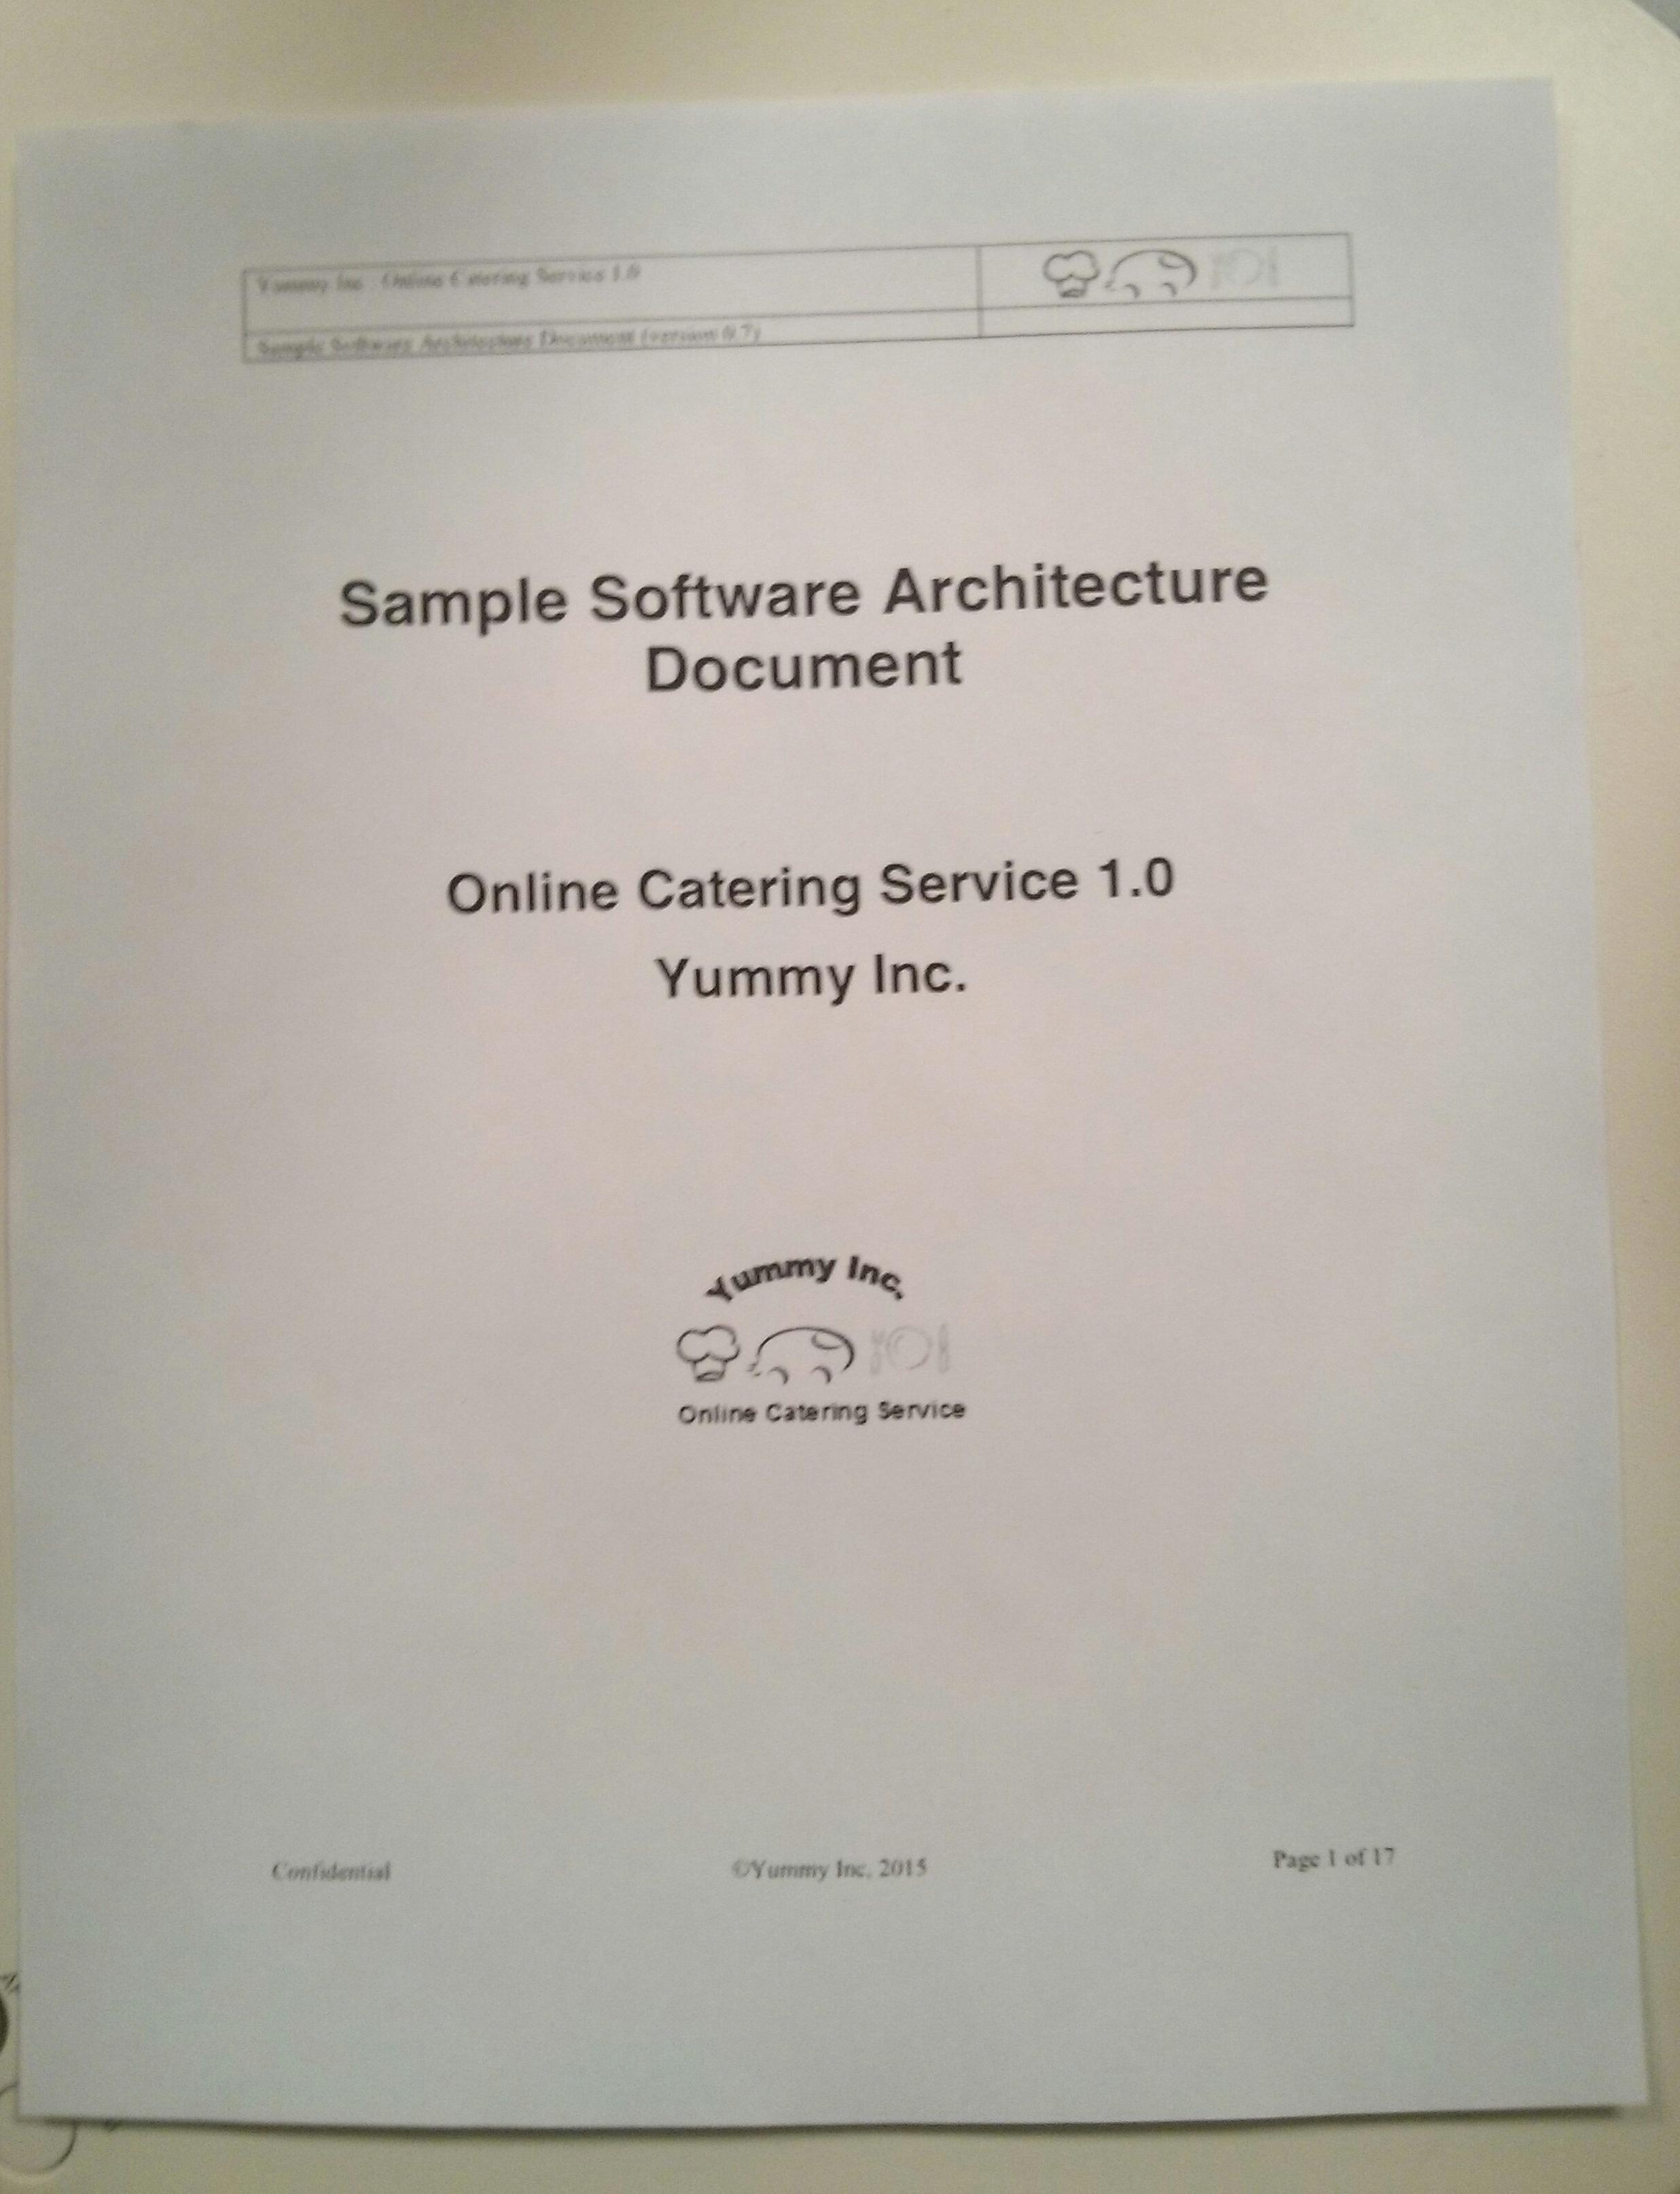 Yummy Inc. Online Catering Service 1.0
Sample Software Architecture Document (version 0.7)
Sample Software Architecture
Document
Online Catering Service 1.0
Yummy Inc.
Yummy Inc.
Online Catering Service
Confidential ©Yummy Inc, 2015 Page 1 of 17